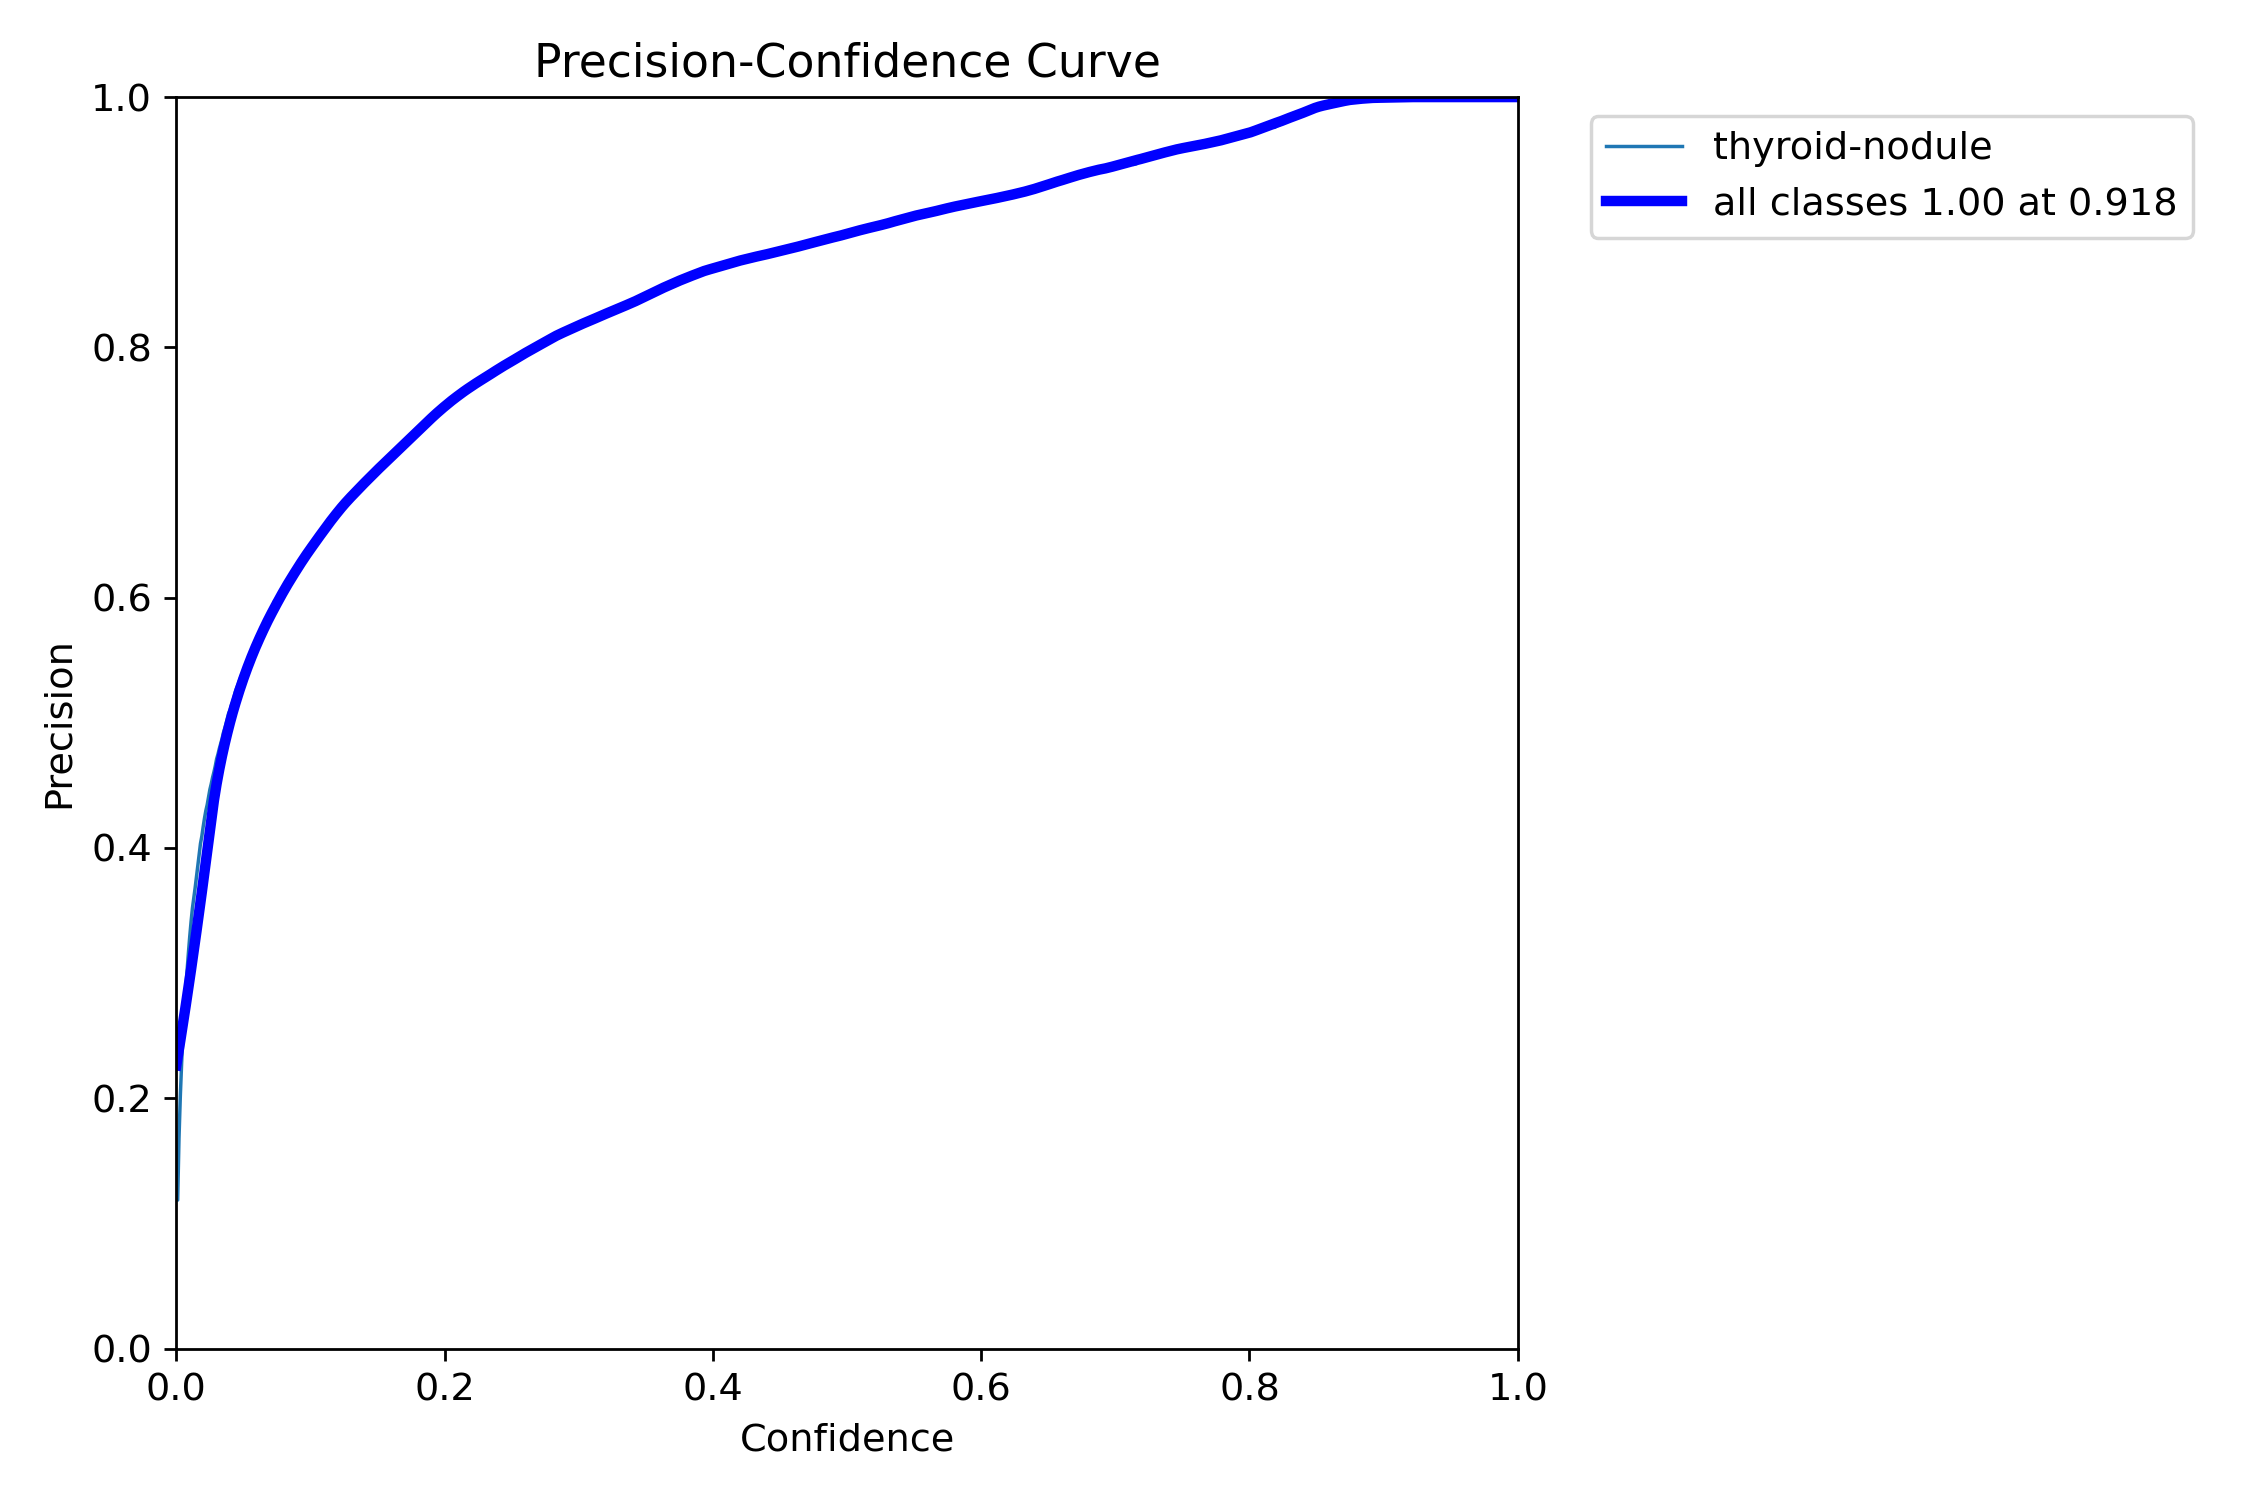 Precision-Confidence Curve
1.0
0.8
0.6
0.4
0.2
0.0
Precision
0.0 0.2 0.4 0.6 0.8 1.0
Confidence
thyroid-nodule
all classes 1.00 at 0.918